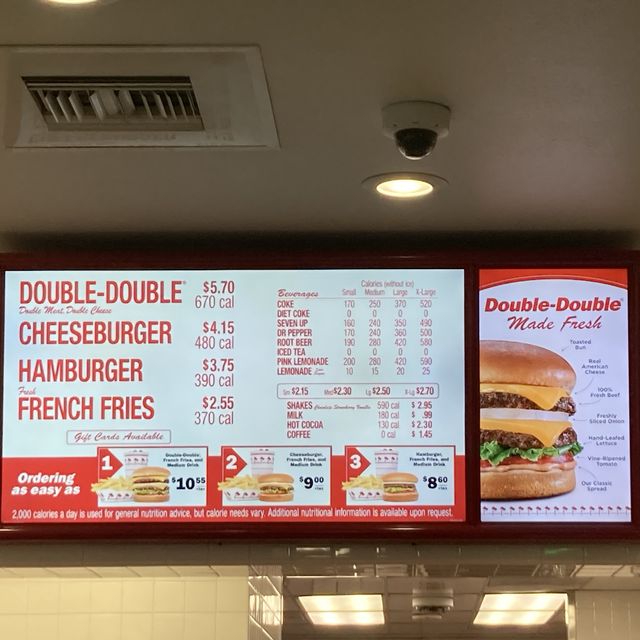 DOUBLE-DOUBLE® $5.70
Double Meat, Double Cheese 670 cal
CHEESEBURGER $4.15
480 cal
HAMBURGER $3.75
390 cal
Fresh
FRENCH FRIES $2.55
370 cal
Gift Cards Available
Calories (without ice)
Beverages Small Medium Large X-Large
COKE 170 250 370 520
DIET COKE 0 0 0 0
SEVEN UP 160 240 350 490
DR PEPPER 170 240 360 500
ROOT BEER 190 280 420 580
ICED TEA 0 0 0 0
PINK LEMONADE 200 280 420 590
LEMONADE 10 15 20 25
Sm $2.15 Med $2.30 Lg $2.50 X-Lg $2.70
SHAKES Chocolate Strawberry Vanilla 590 cal $ 2.95
MILK 180 cal $ .99
HOT COCOA 130 cal $ 2.30
COFFEE 0 cal $ 1.45
Ordering
as easy as
1
Double-Double,
French Fries, and
Medium Drink
$10 55
2
Cheeseburger,
French Fries, and
Medium Drink
$9 00
3
Hamburger,
French Fries, and
Medium Drink
$8 60
2,000 calories a day is used for general nutrition advice, but calorie needs vary. Additional nutritional information is available upon request.
Double-Double®
Made Fresh
Toasted
Bun
Real
American
Cheese
100%
Fresh Beef
Freshly
Sliced Onion
Hand-Leafed
Lettuce
Vine-Ripened
Tomato
Our Classic
Spread